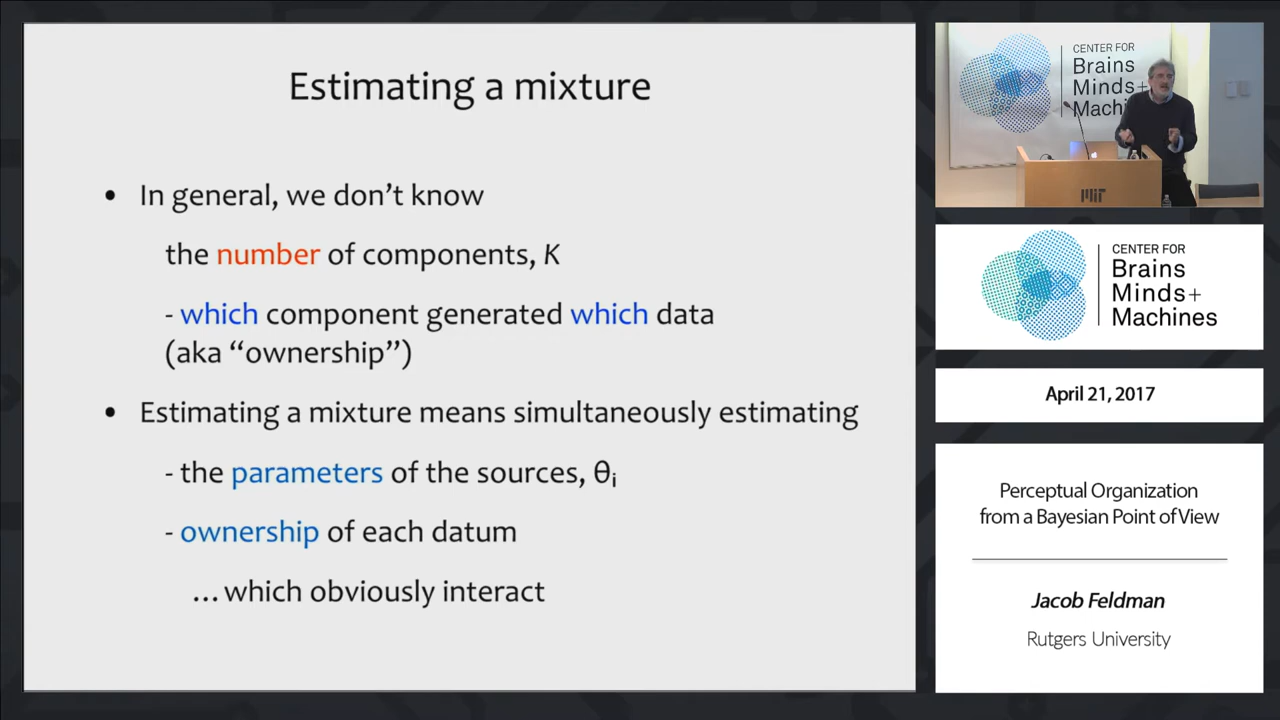 Estimating a mixture
• In general, we don't know
the number of components, K
- which component generated which data
(aka "ownership")
• Estimating a mixture means simultaneously estimating
- the parameters of the sources, θi
- ownership of each datum
...which obviously interact
CENTER FOR
Brains
Minds+
Machi
MIT
CENTER FOR
Brains
Minds+
Machines
April 21, 2017
Perceptual Organization
from a Bayesian Point of View
Jacob Feldman
Rutgers University